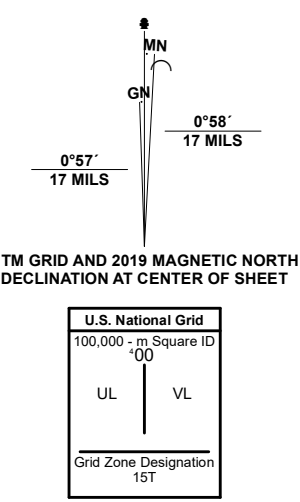 MN
GN
0°58´
17 MILS
0°57´
17 MILS
TM GRID AND 2019 MAGNETIC NORTH
DECLINATION AT CENTER OF SHEET
U.S. National Grid
100,000 - m Square ID
⁴00
UL VL
Grid Zone Designation
15T